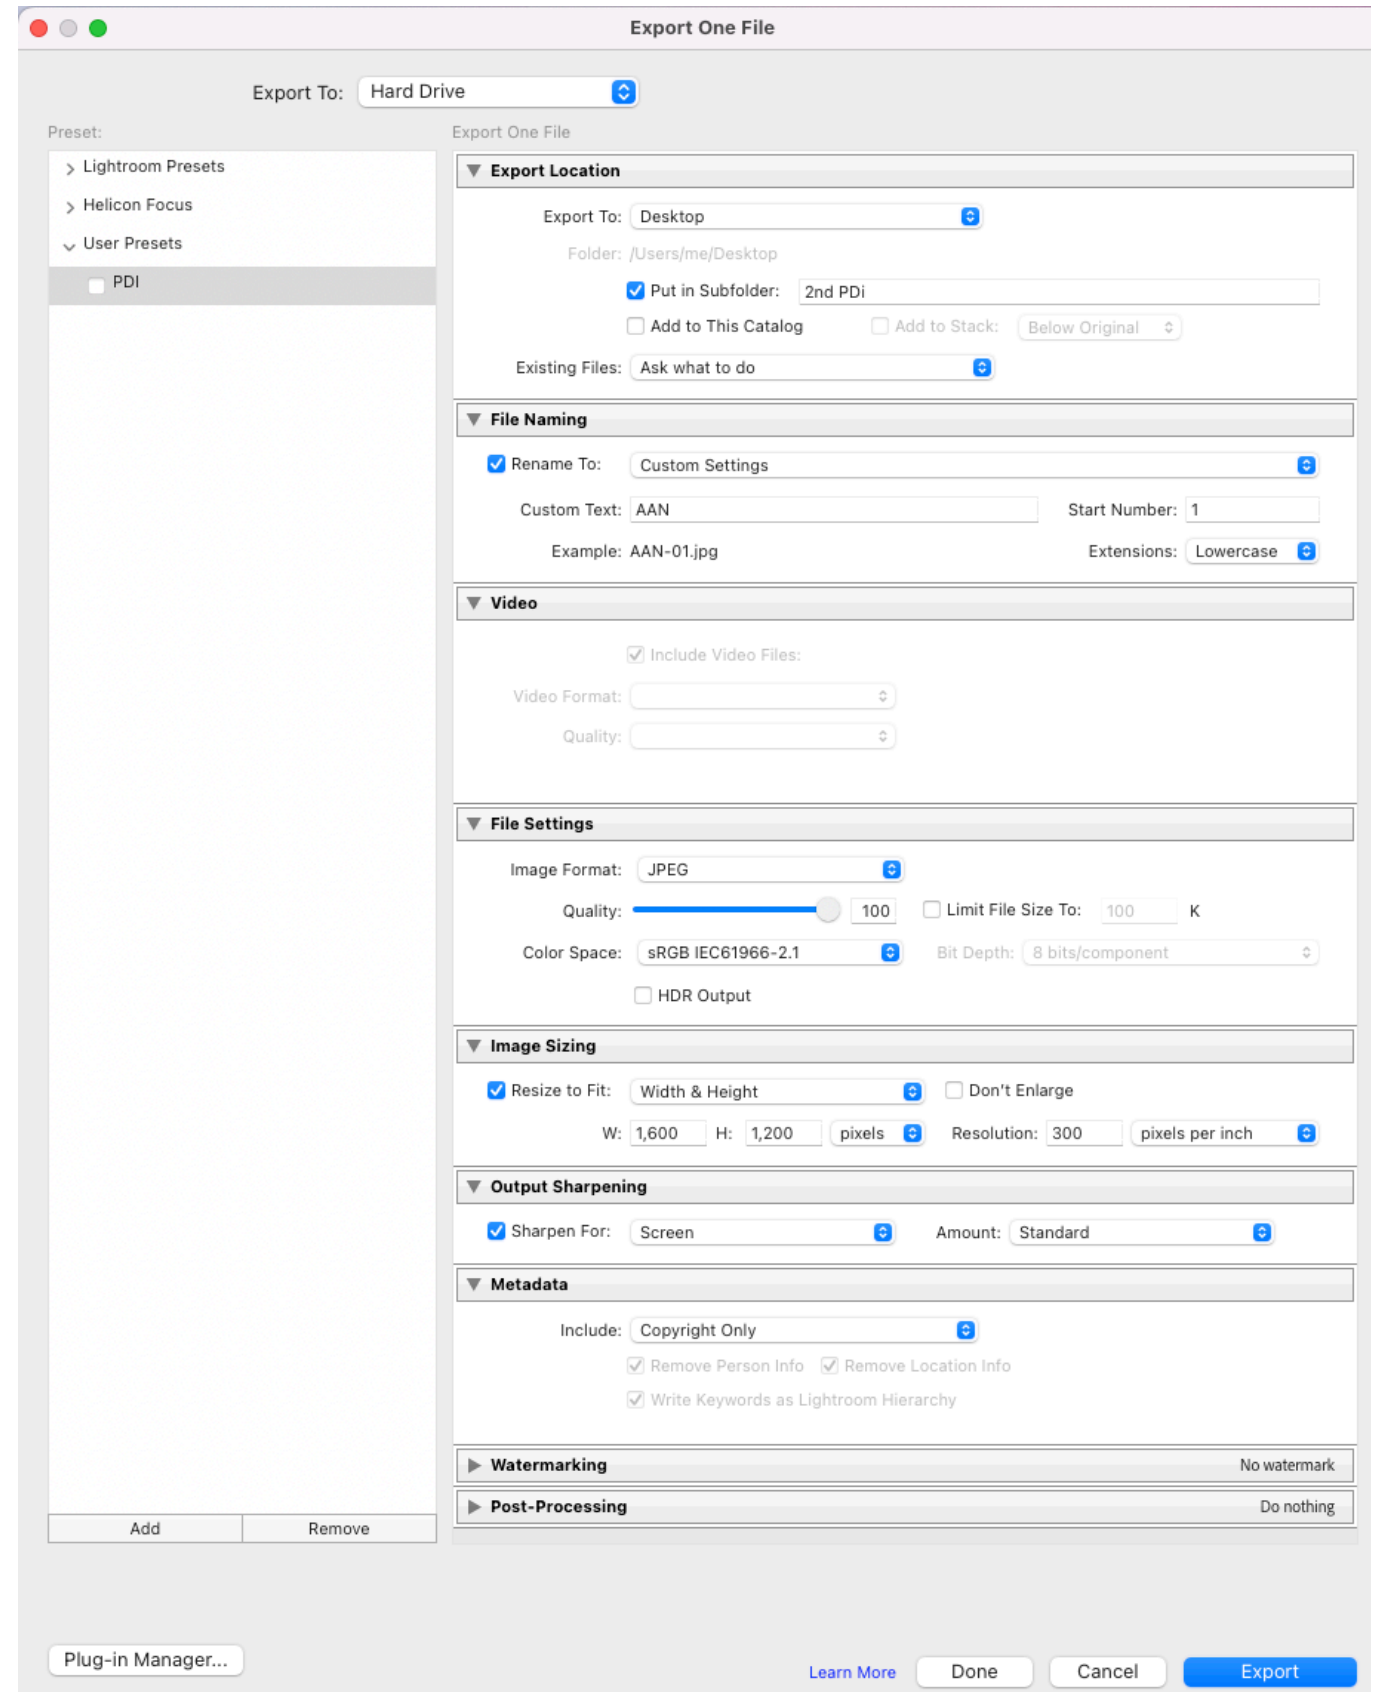 Export One File
Export To: Hard Drive
Preset:
Lightroom Presets
Helicon Focus
User Presets
PDI
Add Remove
Export One File
Export Location
Export To: Desktop
Folder: /Users/me/Desktop
Put in Subfolder: 2nd PDi
Add to This Catalog Add to Stack: Below Original
Existing Files: Ask what to do
File Naming
Rename To: Custom Settings
Custom Text: AAN Start Number: 1
Example: AAN-01.jpg Extensions: Lowercase
Video
Include Video Files:
Video Format:
Quality:
File Settings
Image Format: JPEG
Quality: 100 Limit File Size To: 100 K
Color Space: sRGB IEC61966-2.1 Bit Depth: 8 bits/component
HDR Output
Image Sizing
Resize to Fit: Width & Height Don't Enlarge
W: 1,600 H: 1,200 pixels Resolution: 300 pixels per inch
Output Sharpening
Sharpen For: Screen Amount: Standard
Metadata
Include: Copyright Only
Remove Person Info Remove Location Info
Write Keywords as Lightroom Hierarchy
Watermarking No watermark
Post-Processing Do nothing
Plug-in Manager... Learn More Done Cancel Export